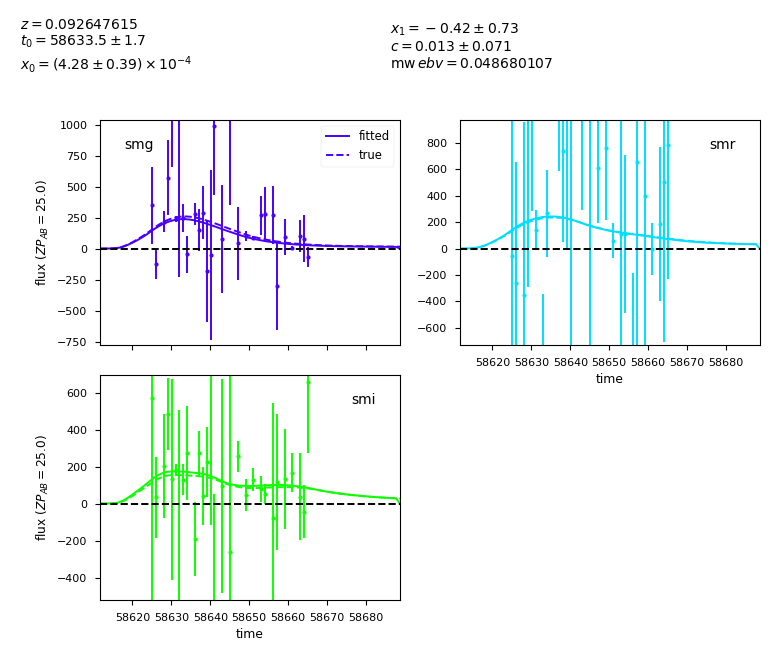 z = 0.092647615
t₀ = 58633.5 ± 1.7
x₀ = (4.28 ± 0.39) × 10⁻⁴
x₁ = −0.42 ± 0.73
c = 0.013 ± 0.071
mw ebv = 0.048680107
smg
fitted
true
1000
750
500
250
0
−250
−500
−750
flux (ZP_AB = 25.0)
smr
800
600
400
200
0
−200
−400
−600
58620 58630 58640 58650 58660 58670 58680
time
smi
600
400
200
0
−200
−400
flux (ZP_AB = 25.0)
58620 58630 58640 58650 58660 58670 58680
time